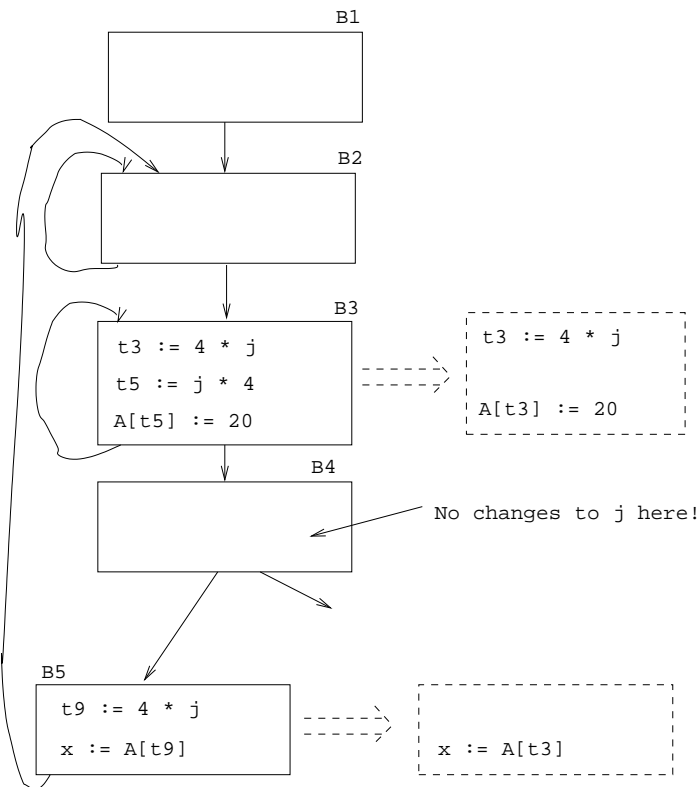 B1
B2
B3
t3 := 4 * j
t5 := j * 4
A[t5] := 20
t3 := 4 * j
A[t3] := 20
B4
No changes to j here!
B5
t9 := 4 * j
x := A[t9]
x := A[t3]